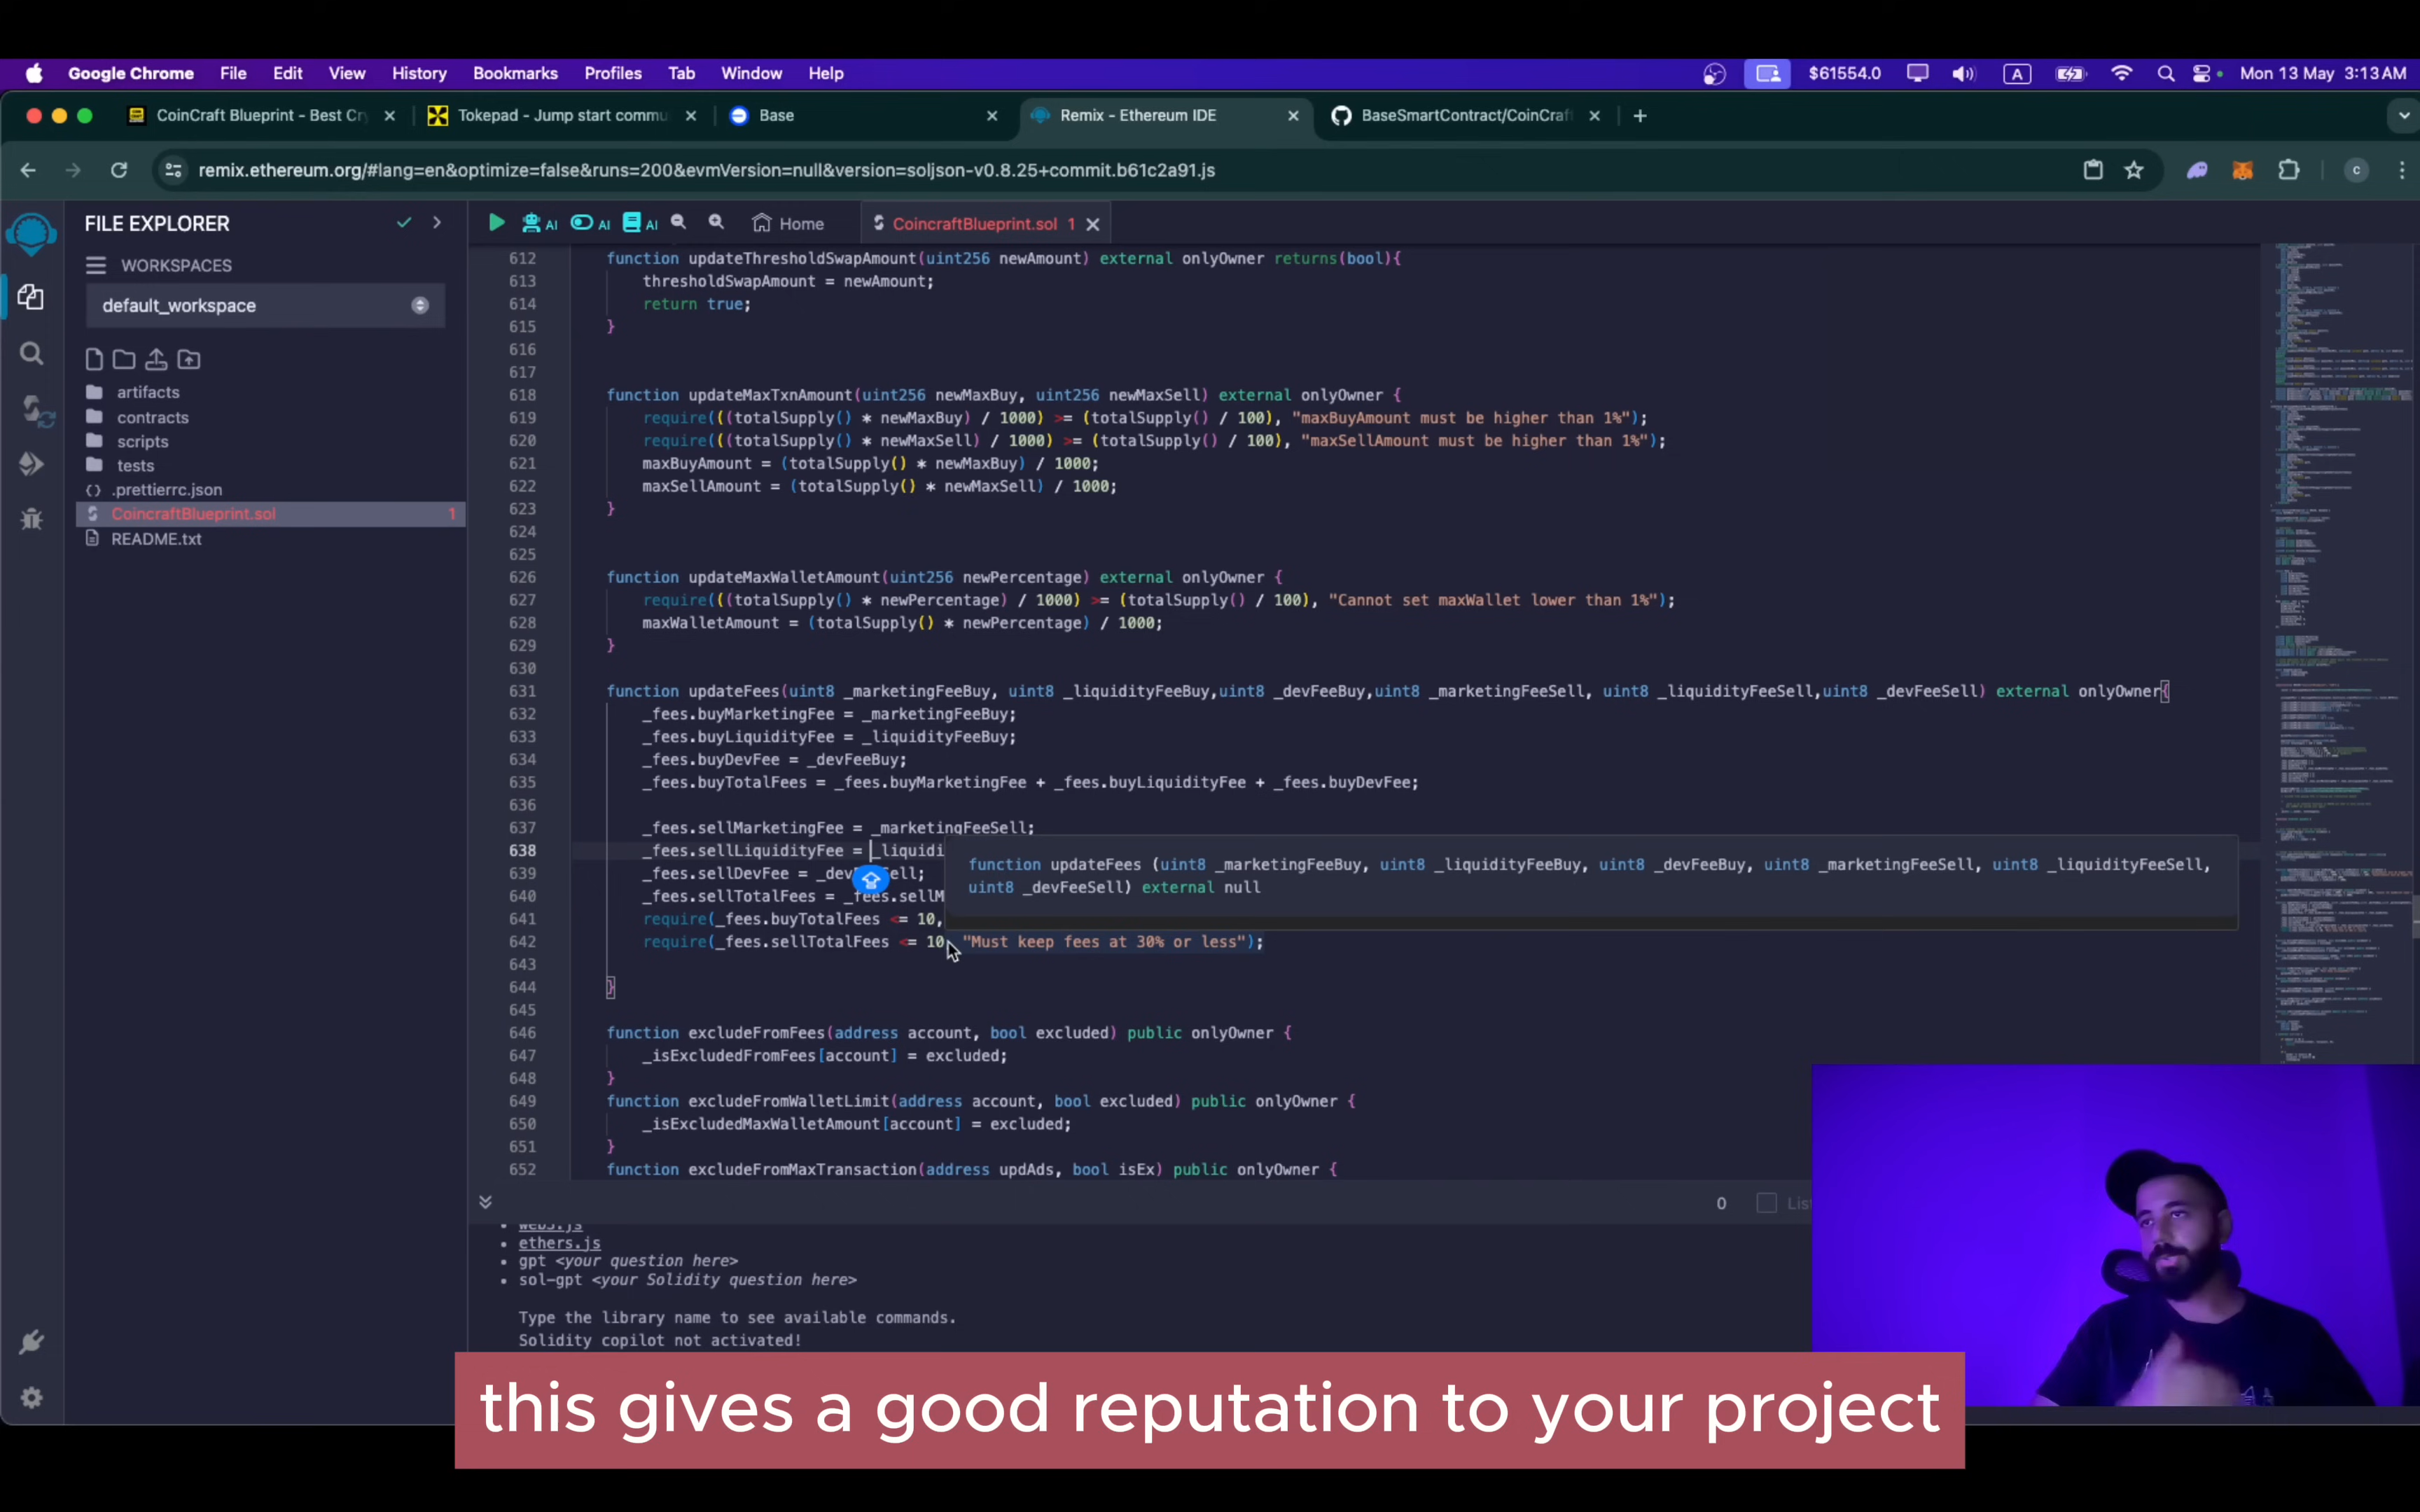 Google Chrome File Edit View History Bookmarks Profiles Tab Window Help $61554.0 A Mon 13 May 3:13AM
CoinCraft Blueprint - Best Cry Tokepad - Jump start commu Base Remix - Ethereum IDE BaseSmartContract/CoinCraft
remix.ethereum.org/#lang=en&optimize=false&runs=200&evmVersion=null&version=soljson-v0.8.25+commit.b61c2a91.js c
FILE EXPLORER
WORKSPACES
default_workspace
artifacts
contracts
scripts
tests
.prettierrc.json
CoincraftBlueprint.sol 1
README.txt
AI AI AI Home CoincraftBlueprint.sol 1
612 function updateThresholdSwapAmount(uint256 newAmount) external onlyOwner returns(bool){
613 thresholdSwapAmount = newAmount;
614 return true;
615 }
616
617
618 function updateMaxTxnAmount(uint256 newMaxBuy, uint256 newMaxSell) external onlyOwner {
619 require(((totalSupply() * newMaxBuy) / 1000) >= (totalSupply() / 100), "maxBuyAmount must be higher than 1%");
620 require(((totalSupply() * newMaxSell) / 1000) >= (totalSupply() / 100), "maxSellAmount must be higher than 1%");
621 maxBuyAmount = (totalSupply() * newMaxBuy) / 1000;
622 maxSellAmount = (totalSupply() * newMaxSell) / 1000;
623 }
624
625
626 function updateMaxWalletAmount(uint256 newPercentage) external onlyOwner {
627 require(((totalSupply() * newPercentage) / 1000) >= (totalSupply() / 100), "Cannot set maxWallet lower than 1%");
628 maxWalletAmount = (totalSupply() * newPercentage) / 1000;
629 }
630
631 function updateFees(uint8 _marketingFeeBuy, uint8 _liquidityFeeBuy,uint8 _devFeeBuy,uint8 _marketingFeeSell, uint8 _liquidityFeeSell,uint8 _devFeeSell) external onlyOwner{
632 _fees.buyMarketingFee = _marketingFeeBuy;
633 _fees.buyLiquidityFee = _liquidityFeeBuy;
634 _fees.buyDevFee = _devFeeBuy;
635 _fees.buyTotalFees = _fees.buyMarketingFee + _fees.buyLiquidityFee + _fees.buyDevFee;
636
637 _fees.sellMarketingFee = _marketingFeeSell;
638 _fees.sellLiquidityFee = _liquidi
function updateFees (uint8 _marketingFeeBuy, uint8 _liquidityFeeBuy, uint8 _devFeeBuy, uint8 _marketingFeeSell, uint8 _liquidityFeeSell,
uint8 _devFeeSell) external null
639 _fees.sellDevFee = _dev Sell;
640 _fees.sellTotalFees = _fees.sellM
641 require(_fees.buyTotalFees <= 10,
642 require(_fees.sellTotalFees <= 10, "Must keep fees at 30% or less");
643
644 }
645
646 function excludeFromFees(address account, bool excluded) public onlyOwner {
647 _isExcludedFromFees[account] = excluded;
648 }
649 function excludeFromWalletLimit(address account, bool excluded) public onlyOwner {
650 _isExcludedMaxWalletAmount[account] = excluded;
651 }
652 function excludeFromMaxTransaction(address updAds, bool isEx) public onlyOwner {
0 Lis
web3.js
ethers.js
gpt <your question here>
sol-gpt <your Solidity question here>
Type the library name to see available commands.
Solidity copilot not activated!
this gives a good reputation to your project